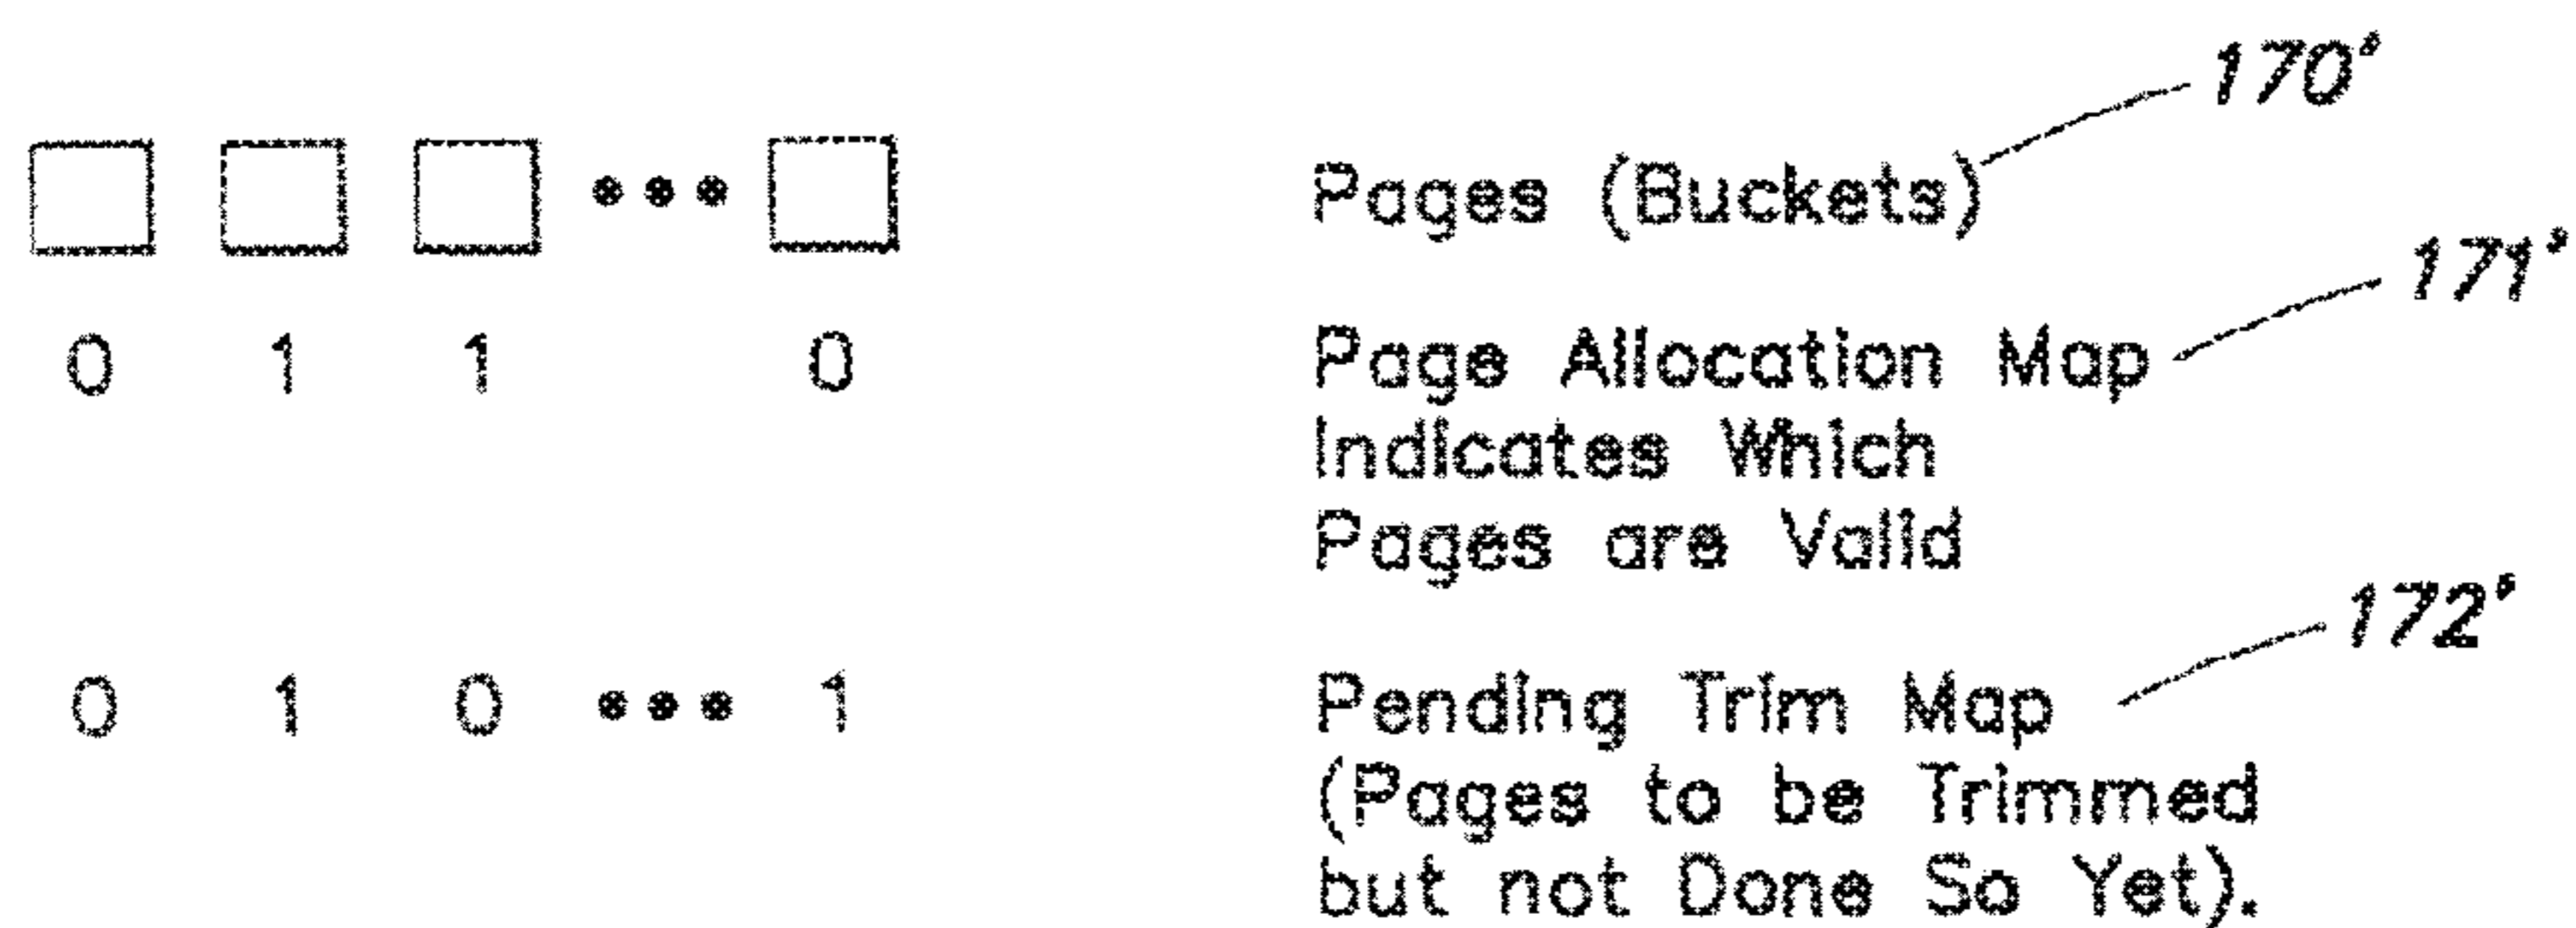 170'
Pages (Buckets)
171'
0 1 1 0 Page Allocation Map
Indicates Which
Pages are Valid
172'
0 1 0 ••• 1 Pending Trim Map
(Pages to be Trimmed
but not Done So Yet).